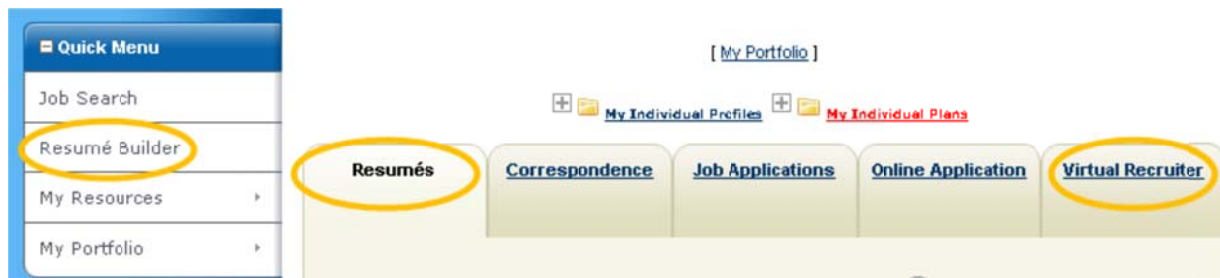 Quick Menu
Job Search
Resumé Builder
My Resources
My Portfolio
[ My Portfolio ]
My Individual Profiles My Individual Plans
Resumés Correspondence Job Applications Online Application Virtual Recruiter